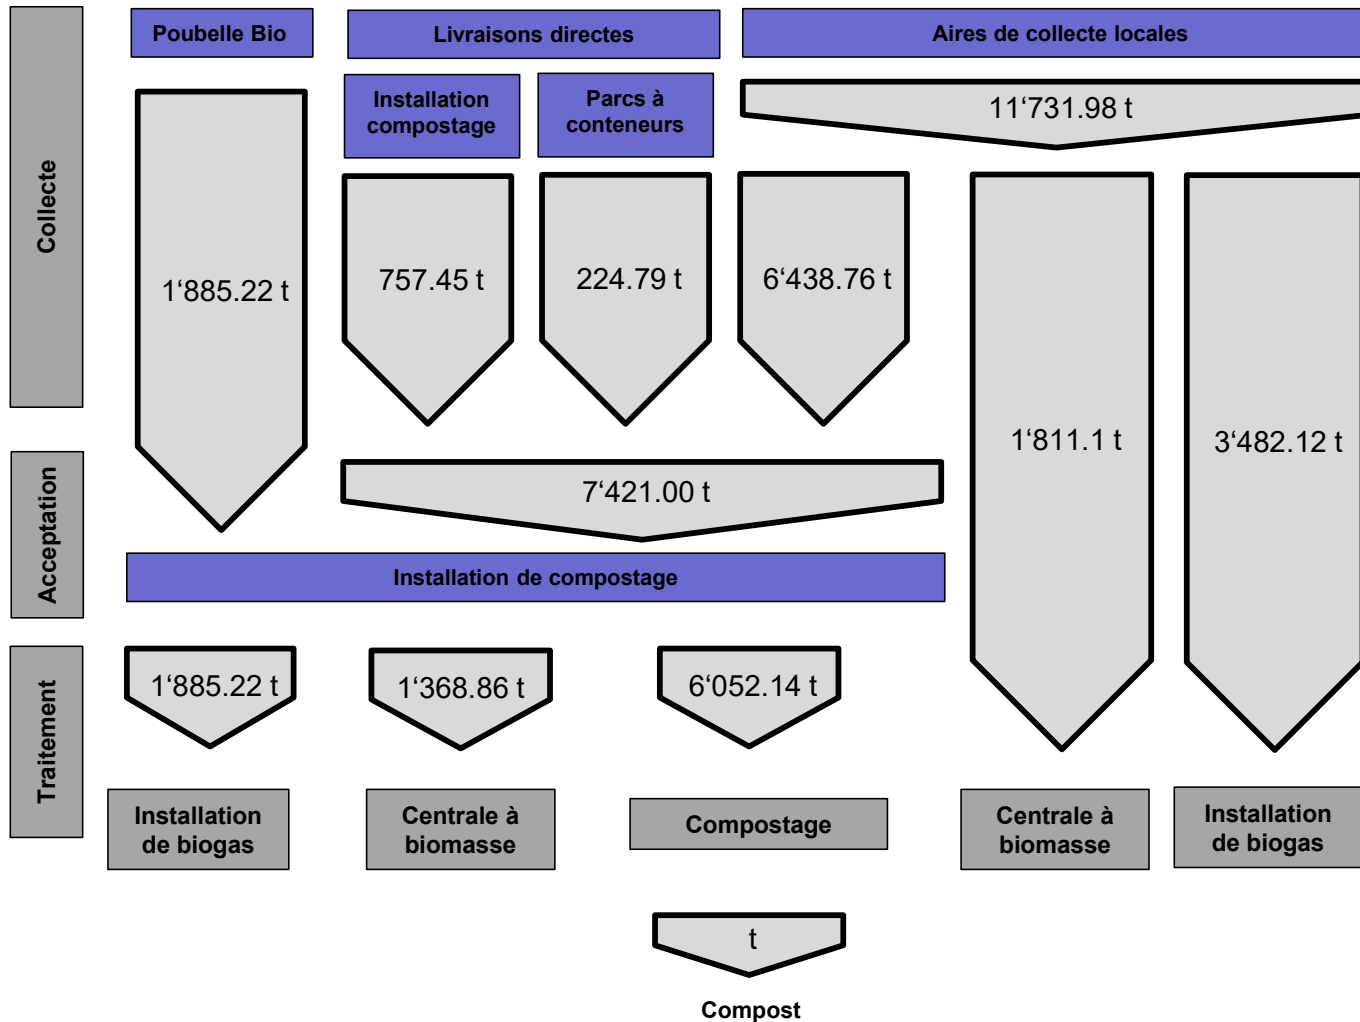 Collecte
Poubelle Bio
Livraisons directes
Aires de collecte locales
Installation
compostage
Parcs à
conteneurs
11‘731.98 t
1‘885.22 t
757.45 t
224.79 t
6‘438.76 t
1‘811.1 t
3‘482.12 t
Acceptation
7‘421.00 t
Installation de compostage
Traitement
1‘885.22 t
1‘368.86 t
6‘052.14 t
Installation
de biogas
Centrale à
biomasse
Compostage
Centrale à
biomasse
Installation
de biogas
t
Compost